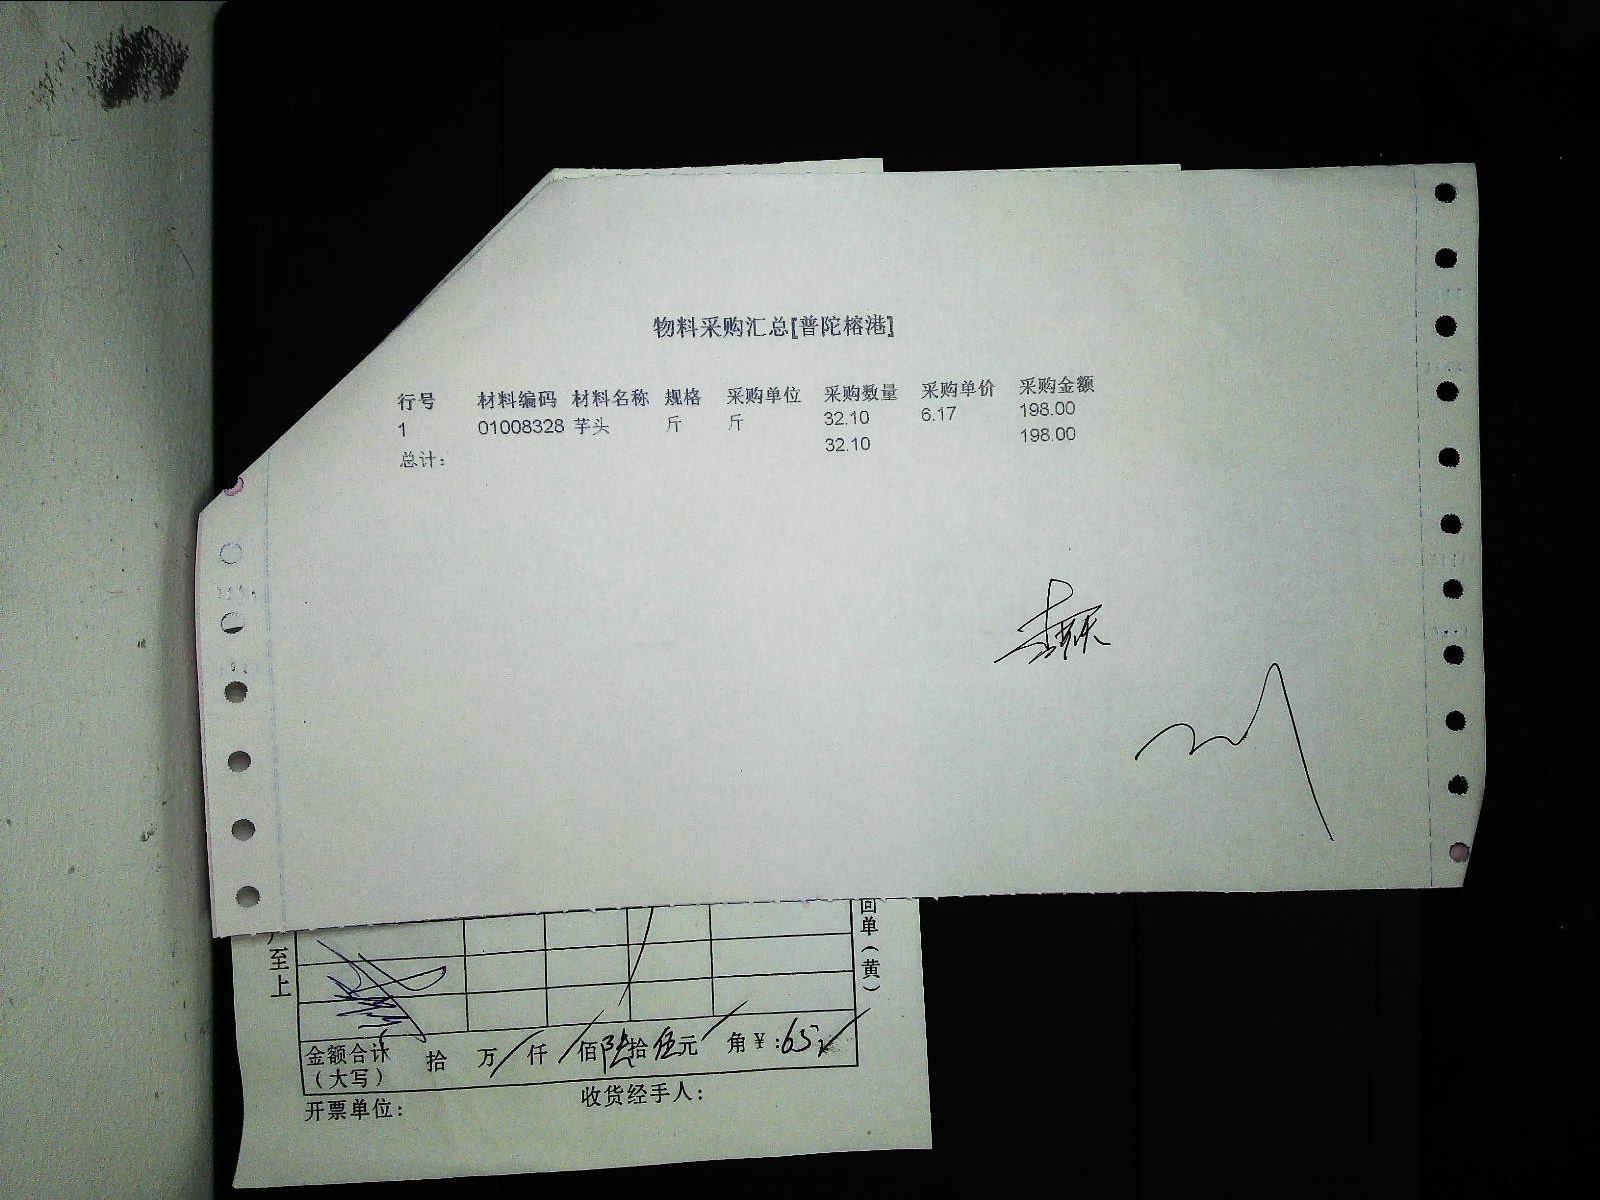 物料采购汇总[普陀榕港]
行号 材料编码 材料名称 规格 采购单位 采购数量 采购单价 采购金额
1 01008328 芋头 斤 斤 32.10 6.17 198.00
总计: 32.10 198.00
回单(黄)
至上
金额合计(大写) 拾 万 仟 佰 陆拾 伍元 角 ¥:65
开票单位: 收货经手人: